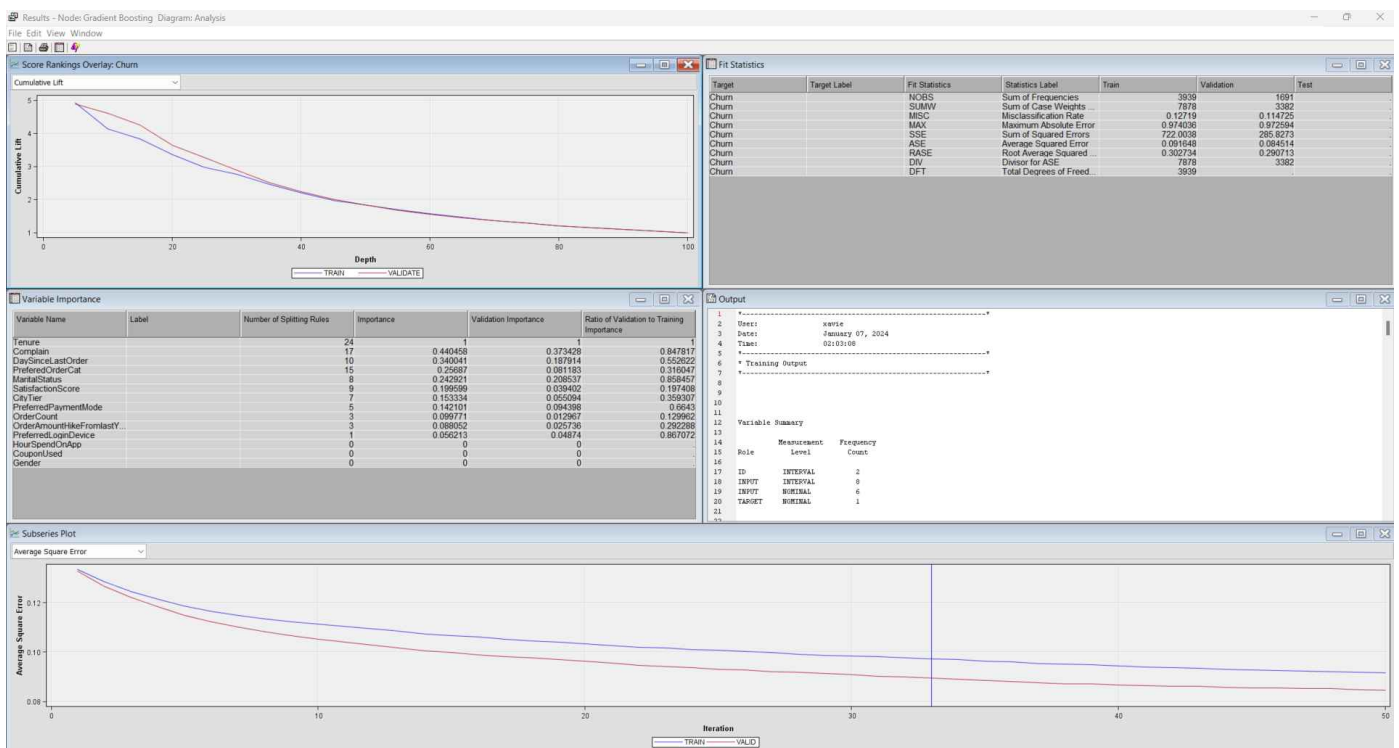 Results - Node: Gradient Boosting  Diagram: Analysis
File Edit View Window
Score Rankings Overlay: Churn
Cumulative Lift
Cumulative Lift
5
4
3
2
1
0 20 40 60 80 100
Depth
TRAIN VALIDATE
Fit Statistics
Target Target Label Fit Statistics Statistics Label Train Validation Test
Churn NOBS Sum of Frequencies 3939 1691 .
Churn SUMW Sum of Case Weights ... 7878 3382 .
Churn MISC Misclassification Rate 0.12719 0.114725 .
Churn MAX Maximum Absolute Error 0.974036 0.972594 .
Churn SSE Sum of Squared Errors 722.0038 285.8273 .
Churn ASE Average Squared Error 0.091648 0.084514 .
Churn RASE Root Average Squared ... 0.302734 0.290713 .
Churn DIV Divisor for ASE 7878 3382 .
Churn DFT Total Degrees of Freed... 3939 . .
Variable Importance
Variable Name Label Number of Splitting Rules Importance Validation Importance Ratio of Validation to Training Importance
Tenure 24 1 1 1
Complain 17 0.440458 0.373428 0.847817
DaySinceLastOrder 10 0.340041 0.187914 0.552622
PreferedOrderCat 15 0.25687 0.081183 0.316047
MaritalStatus 8 0.242921 0.208537 0.858457
SatisfactionScore 9 0.199599 0.039402 0.197408
CityTier 7 0.153334 0.055094 0.359307
PreferredPaymentMode 5 0.142101 0.094398 0.6643
OrderCount 3 0.099771 0.012967 0.129962
OrderAmountHikeFromlastY... 3 0.088052 0.025736 0.292288
PreferredLoginDevice 1 0.056213 0.04874 0.867072
HourSpendOnApp 0 0 0 .
CouponUsed 0 0 0 .
Gender 0 0 0 .
Output
1 *------------------------------------------------------------*
2 User: xavie
3 Date: January 07, 2024
4 Time: 02:03:08
5 *------------------------------------------------------------*
6 * Training Output
7 *------------------------------------------------------------*
8
9
10
11
12 Variable Summary
13
14 Measurement Frequency
15 Role Level Count
16
17 ID INTERVAL 2
18 INPUT INTERVAL 8
19 INPUT NOMINAL 6
20 TARGET NOMINAL 1
21
22
Subseries Plot
Average Square Error
Average Square Error
0.12
0.10
0.08
0 10 20 30 40 50
Iteration
TRAIN VALID